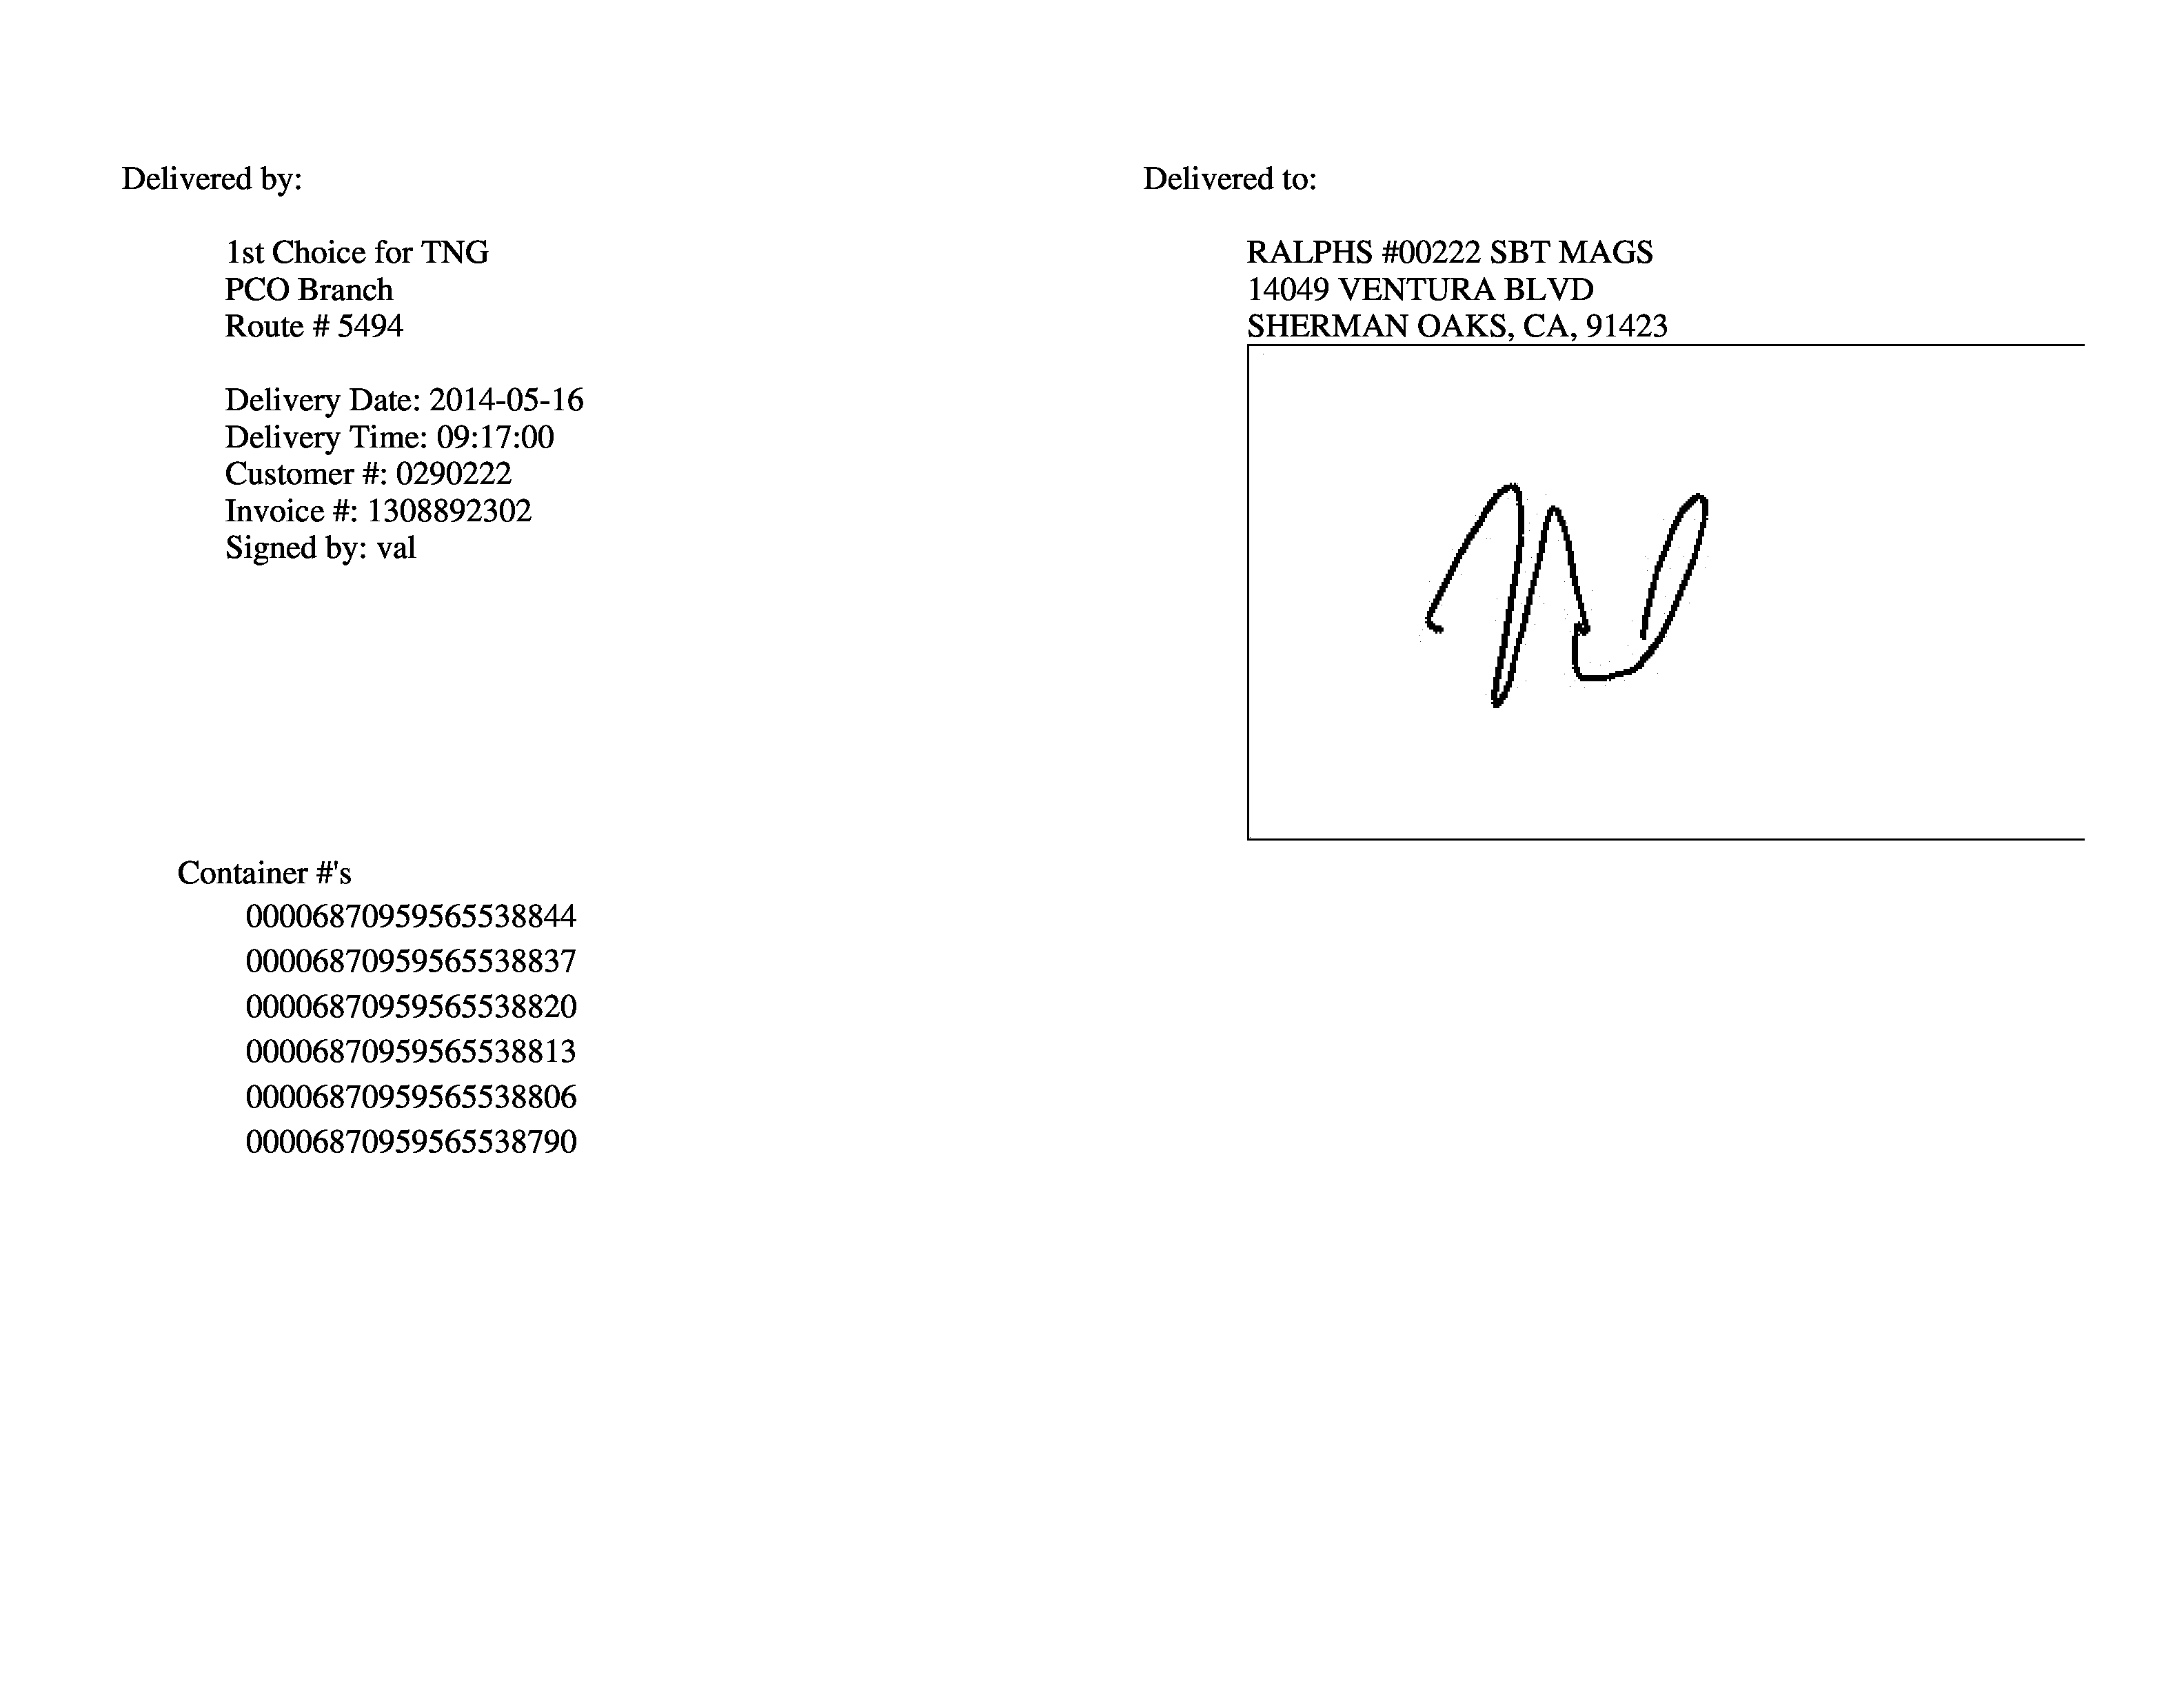 Delivered by:
1st Choice for TNG
PCO Branch
Route # 5494
Delivery Date: 2014-05-16
Delivery Time: 09:17:00
Customer #: 0290222
Invoice #: 1308892302
Signed by: val
Delivered to:
RALPHS #00222 SBT MAGS
14049 VENTURA BLVD
SHERMAN OAKS, CA, 91423
Container #'s
00006870959565538844
00006870959565538837
00006870959565538820
00006870959565538813
00006870959565538806
00006870959565538790